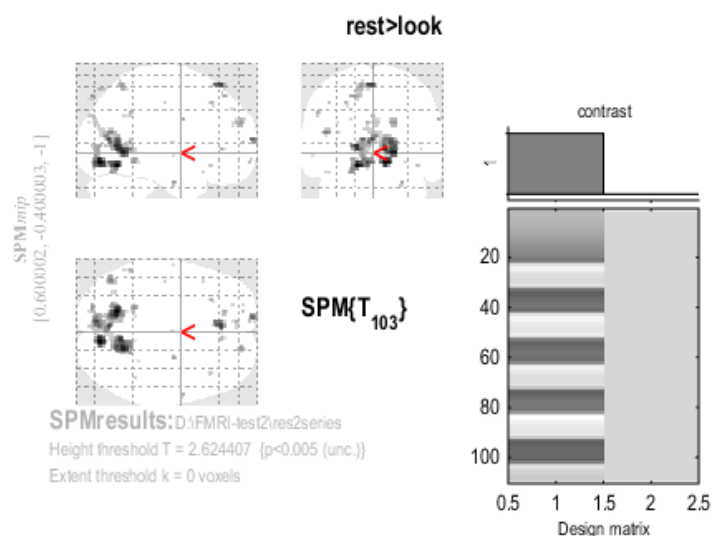 rest>look
SPMmip
[0.600002, -0.400003, -1]
contrast
1
SPM{T103}
20
40
60
80
100
0.5 1 1.5 2 2.5
Design matrix
SPMresults: D:\FMRI-test2\res2series
Height threshold T = 2.624407 {p<0.005 (unc.)}
Extent threshold k = 0 voxels